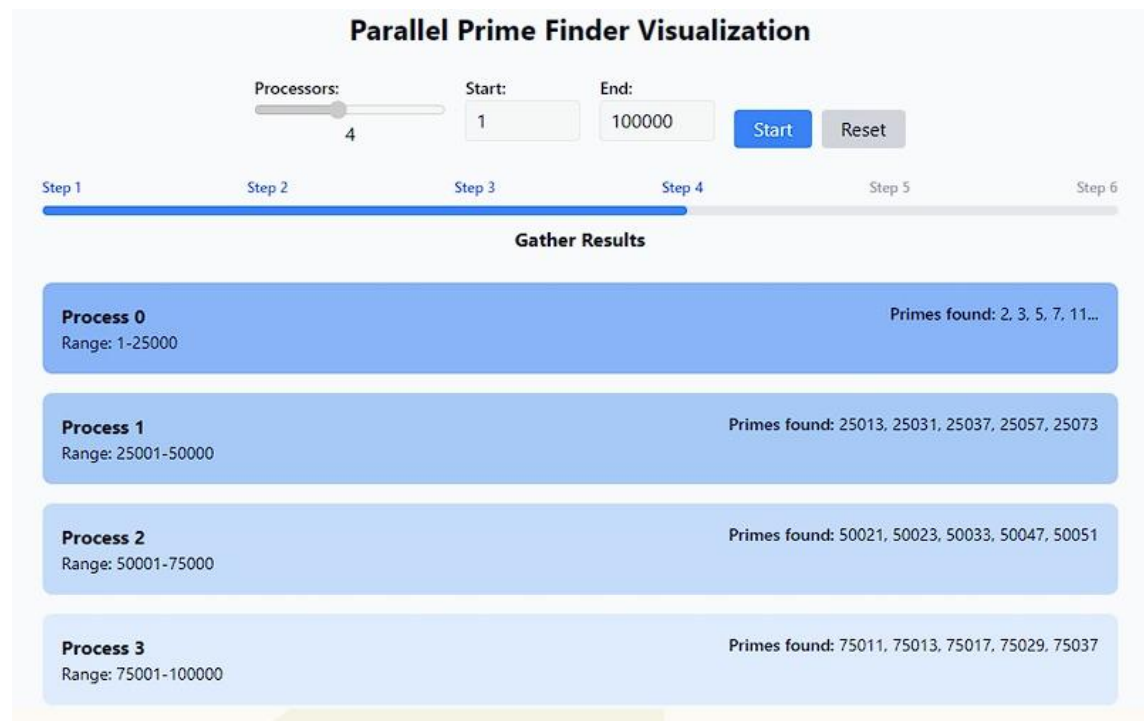 Parallel Prime Finder Visualization
Processors: Start: End:
4 1 100000 Start Reset
Step 1 Step 2 Step 3 Step 4 Step 5 Step 6
Gather Results
Process 0 Primes found: 2, 3, 5, 7, 11...
Range: 1-25000
Process 1 Primes found: 25013, 25031, 25037, 25057, 25073
Range: 25001-50000
Process 2 Primes found: 50021, 50023, 50033, 50047, 50051
Range: 50001-75000
Process 3 Primes found: 75011, 75013, 75017, 75029, 75037
Range: 75001-100000